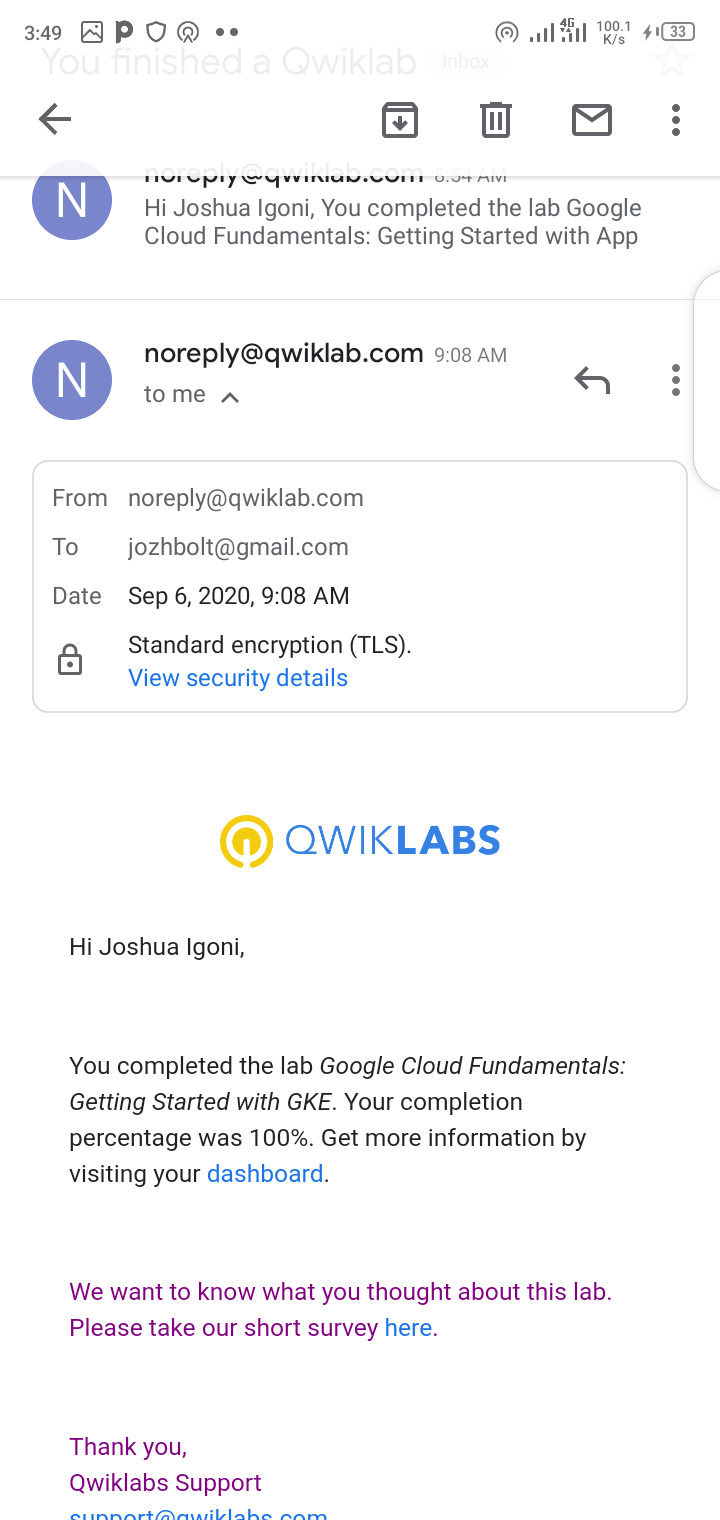 3:49 4G 100.1 K/s 33
You finished a Qwiklab Inbox
N
noreply@qwiklab.com 8:54 AM
Hi Joshua Igoni, You completed the lab Google
Cloud Fundamentals: Getting Started with App
N
noreply@qwiklab.com 9:08 AM
to me
From noreply@qwiklab.com
To jozhbolt@gmail.com
Date Sep 6, 2020, 9:08 AM
Standard encryption (TLS).
View security details
QWIKLABS
Hi Joshua Igoni,
You completed the lab Google Cloud Fundamentals:
Getting Started with GKE. Your completion
percentage was 100%. Get more information by
visiting your dashboard.
We want to know what you thought about this lab.
Please take our short survey here.
Thank you,
Qwiklabs Support
support@qwiklabs.com